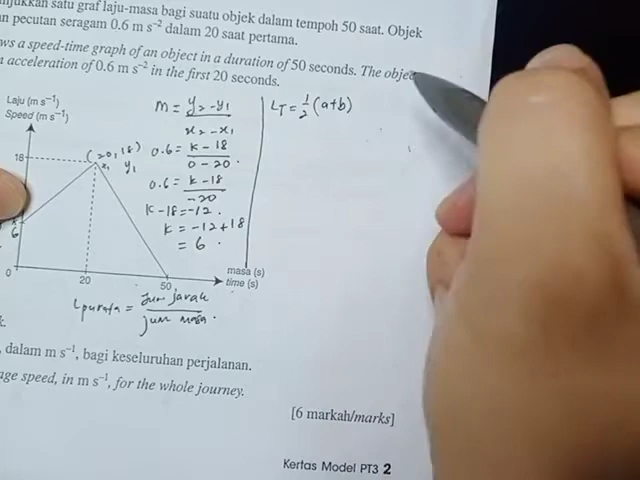 njukkan satu graf laju-masa bagi suatu objek dalam tempoh 50 saat. Objek
n pecutan seragam 0.6 m s⁻² dalam 20 saat pertama.
ws a speed-time graph of an object in a duration of 50 seconds. The objec
acceleration of 0.6 m s⁻² in the first 20 seconds.
Laju (m s⁻¹)
Speed (m s⁻¹)
18
(20, 18)
x₁ y₁
6
0
20
50
masa (s)
time (s)
m = y₂ - y₁
x₂ - x₁
0.6 = k - 18
0 - 20
0.6 = k - 18
- 20
k - 18 = -12
k = -12 + 18
= 6
LT = ½ (a+b)
Lpurata = Jum jarak
jum masa
k.
, dalam m s⁻¹, bagi keseluruhan perjalanan.
age speed, in m s⁻¹, for the whole journey.
[6 markah/marks]
Kertas Model PT3 2